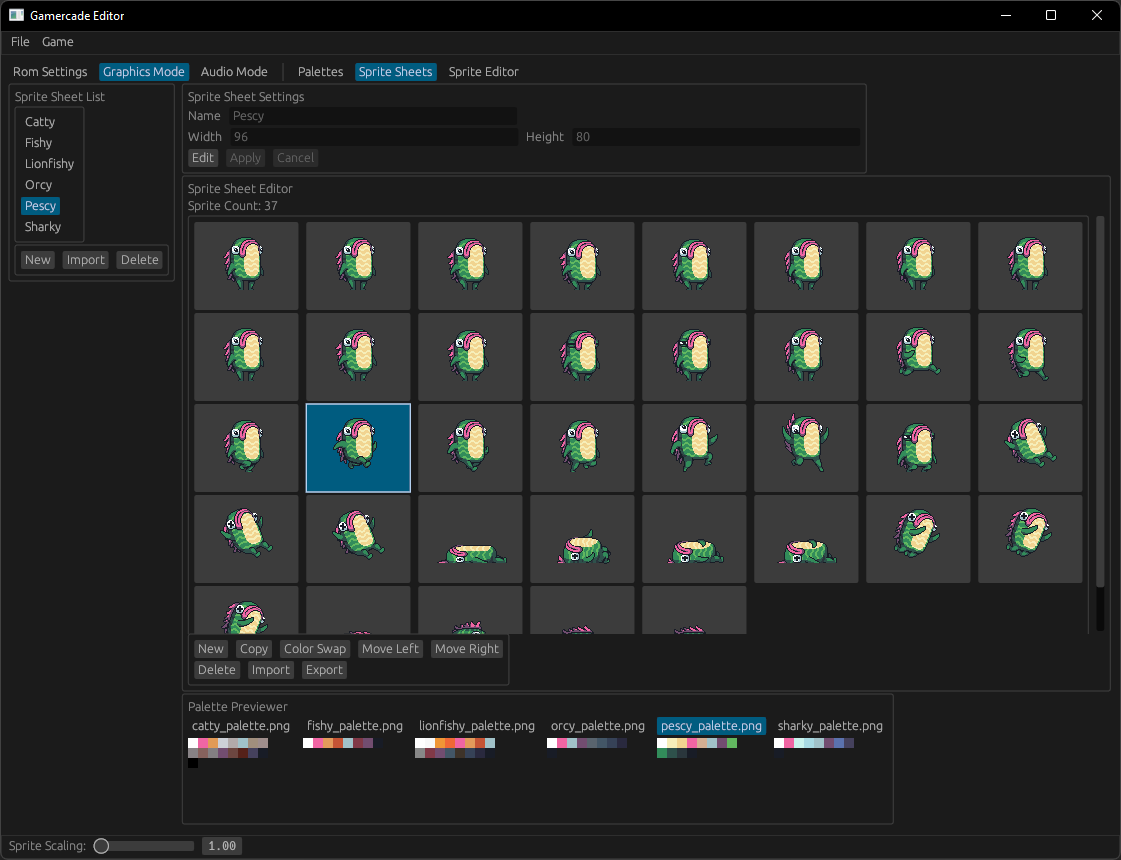 Gamercade Editor
File Game
Rom Settings Graphics Mode Audio Mode Palettes Sprite Sheets Sprite Editor
Sprite Sheet List
Catty
Fishy
Lionfishy
Orcy
Pescy
Sharky
New Import Delete
Sprite Sheet Settings
Name Pescy
Width 96 Height 80
Edit Apply Cancel
Sprite Sheet Editor
Sprite Count: 37
New Copy Color Swap Move Left Move Right
Delete Import Export
Palette Previewer
catty_palette.png fishy_palette.png lionfishy_palette.png orcy_palette.png pescy_palette.png sharky_palette.png
Sprite Scaling: 1.00